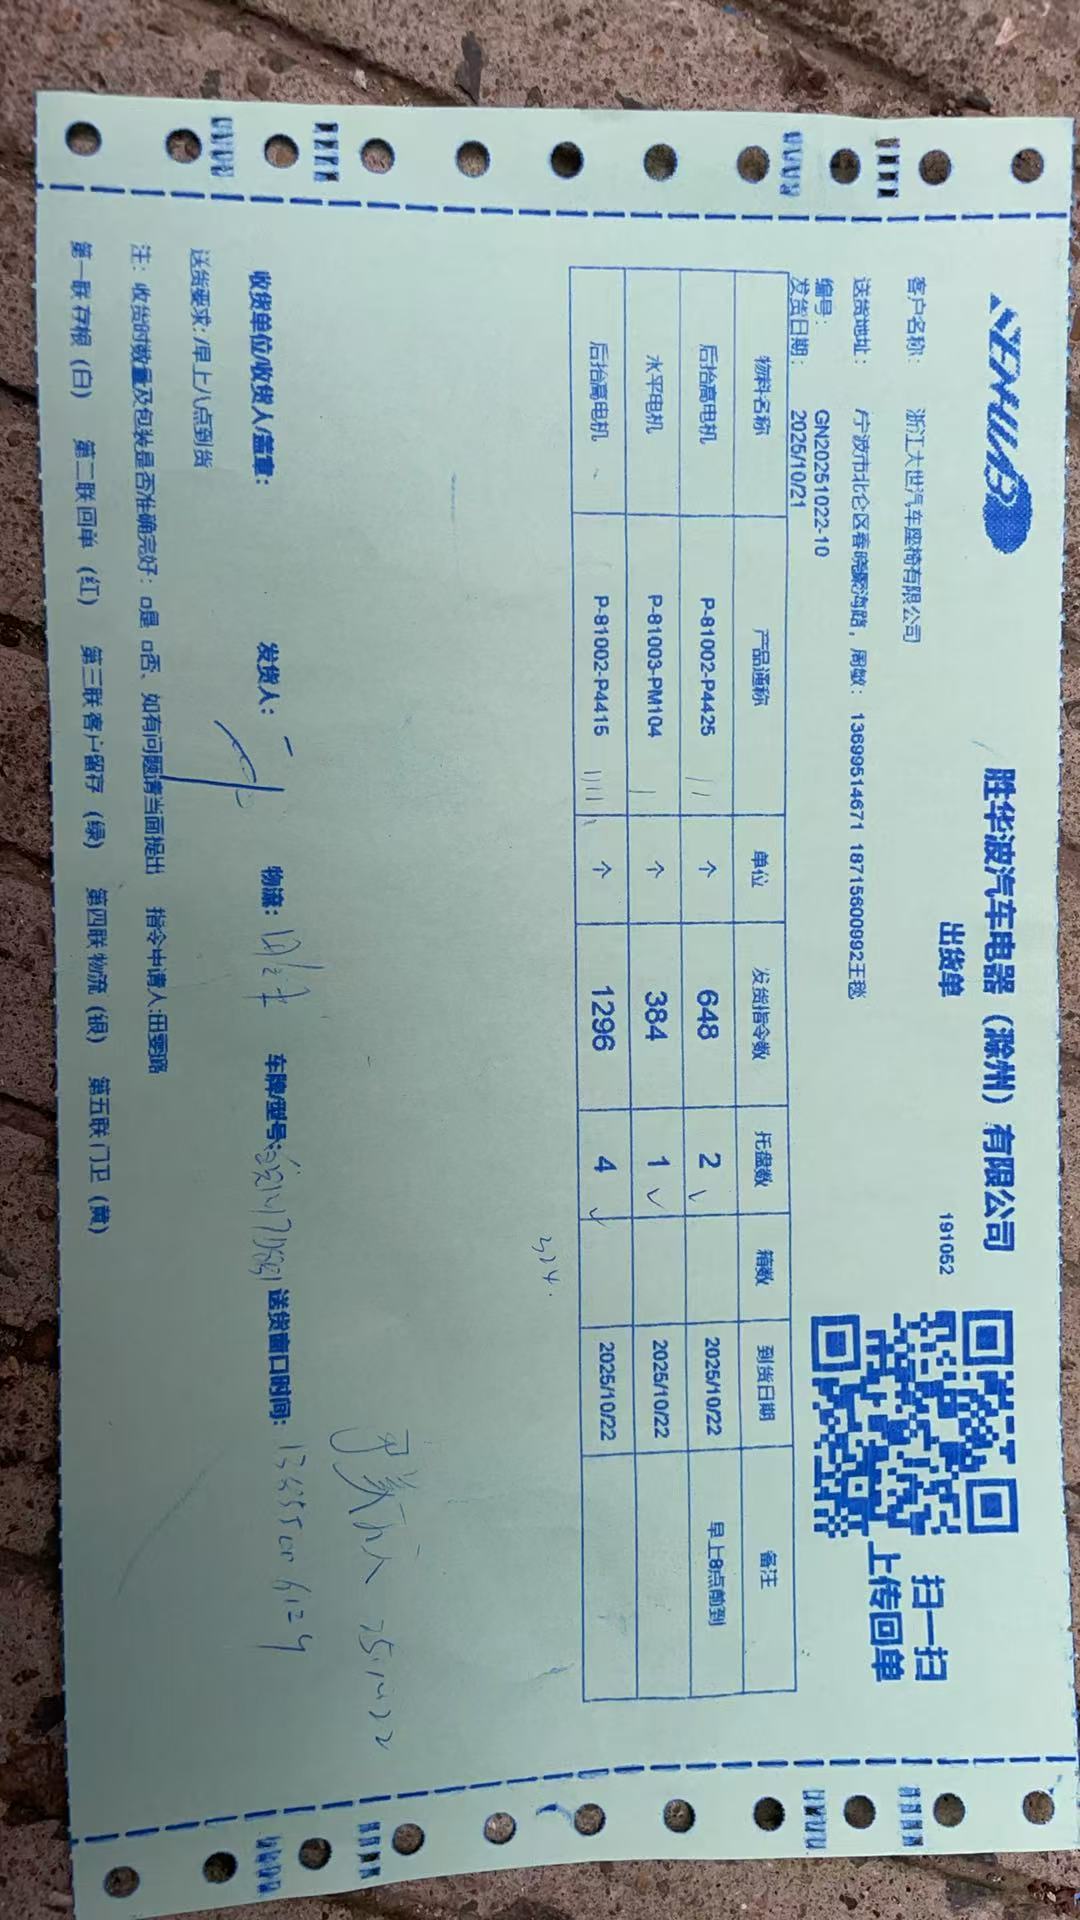 SENWAB
胜华波汽车电器（滁州）有限公司
出货单
191052
扫一扫
上传回单
客户名称： 浙江大世汽车座椅有限公司
送货地址： 宁波市北仑区春晓聚海路，周敏： 13699514671 18715600992王毯
编号： GN20251022-10
发货日期： 2025/10/21
物料名称 产品通称 单位 发货指令数 托盘数 箱数 到货日期 备注
后抬高电机 P-81002-P4425 个 648 2 2025/10/22 早上8点前到
水平电机 P-81003-PM104 个 384 1 2025/10/22
后抬高电机 P-81002-P4415 个 1296 4 2025/10/22
324.
收货单位/收货人/盖章： 发货人： 物流： 车牌/型号： 送货窗口时间：
送货要求：/早上八点到货
注：收货时数量及包装是否准确完好：□是 □否、如有问题请当面提出 指令申请人:田雯璐
第一联存根（白） 第二联回单（红） 第三联客户留存（绿） 第四联物流（银） 第五联门卫（黄）